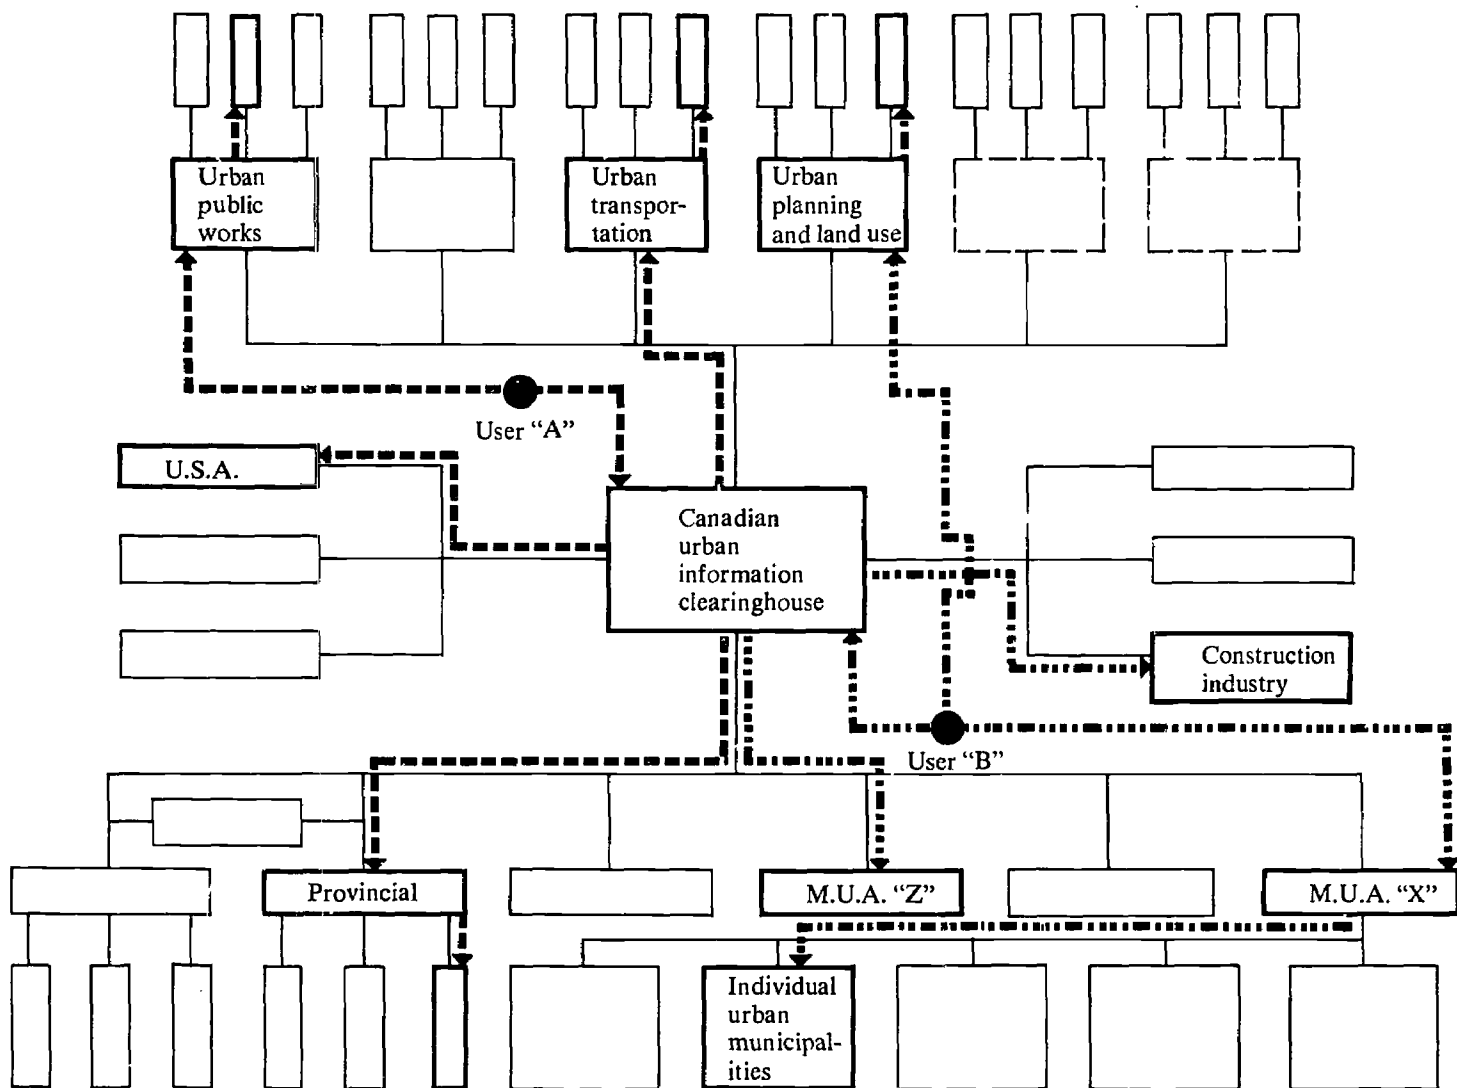 Urban
public
works
Urban
transpor-
tation
Urban
planning
and land use
User “A”
U.S.A.
Canadian
urban
information
clearinghouse
Construction
industry
User “B”
Provincial
M.U.A. “Z”
M.U.A. “X”
Individual
urban
municipal-
ities